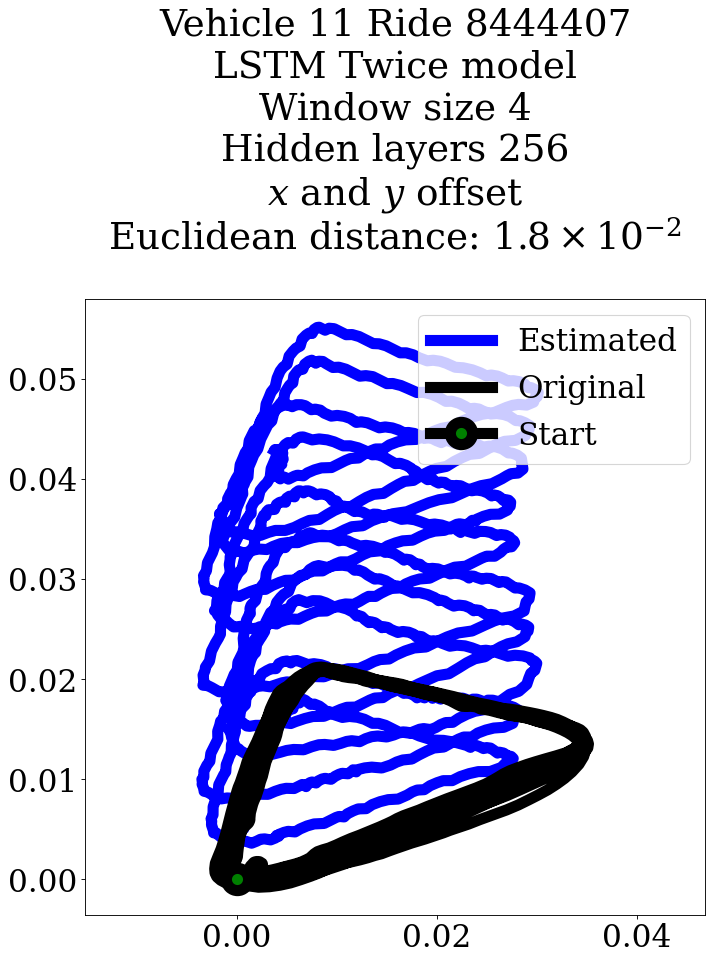 Vehicle 11 Ride 8444407
LSTM Twice model
Window size 4
Hidden layers 256
x and y offset
Euclidean distance: 1.8 × 10⁻²
Estimated
Original
Start
0.05
0.04
0.03
0.02
0.01
0.00
0.00 0.02 0.04